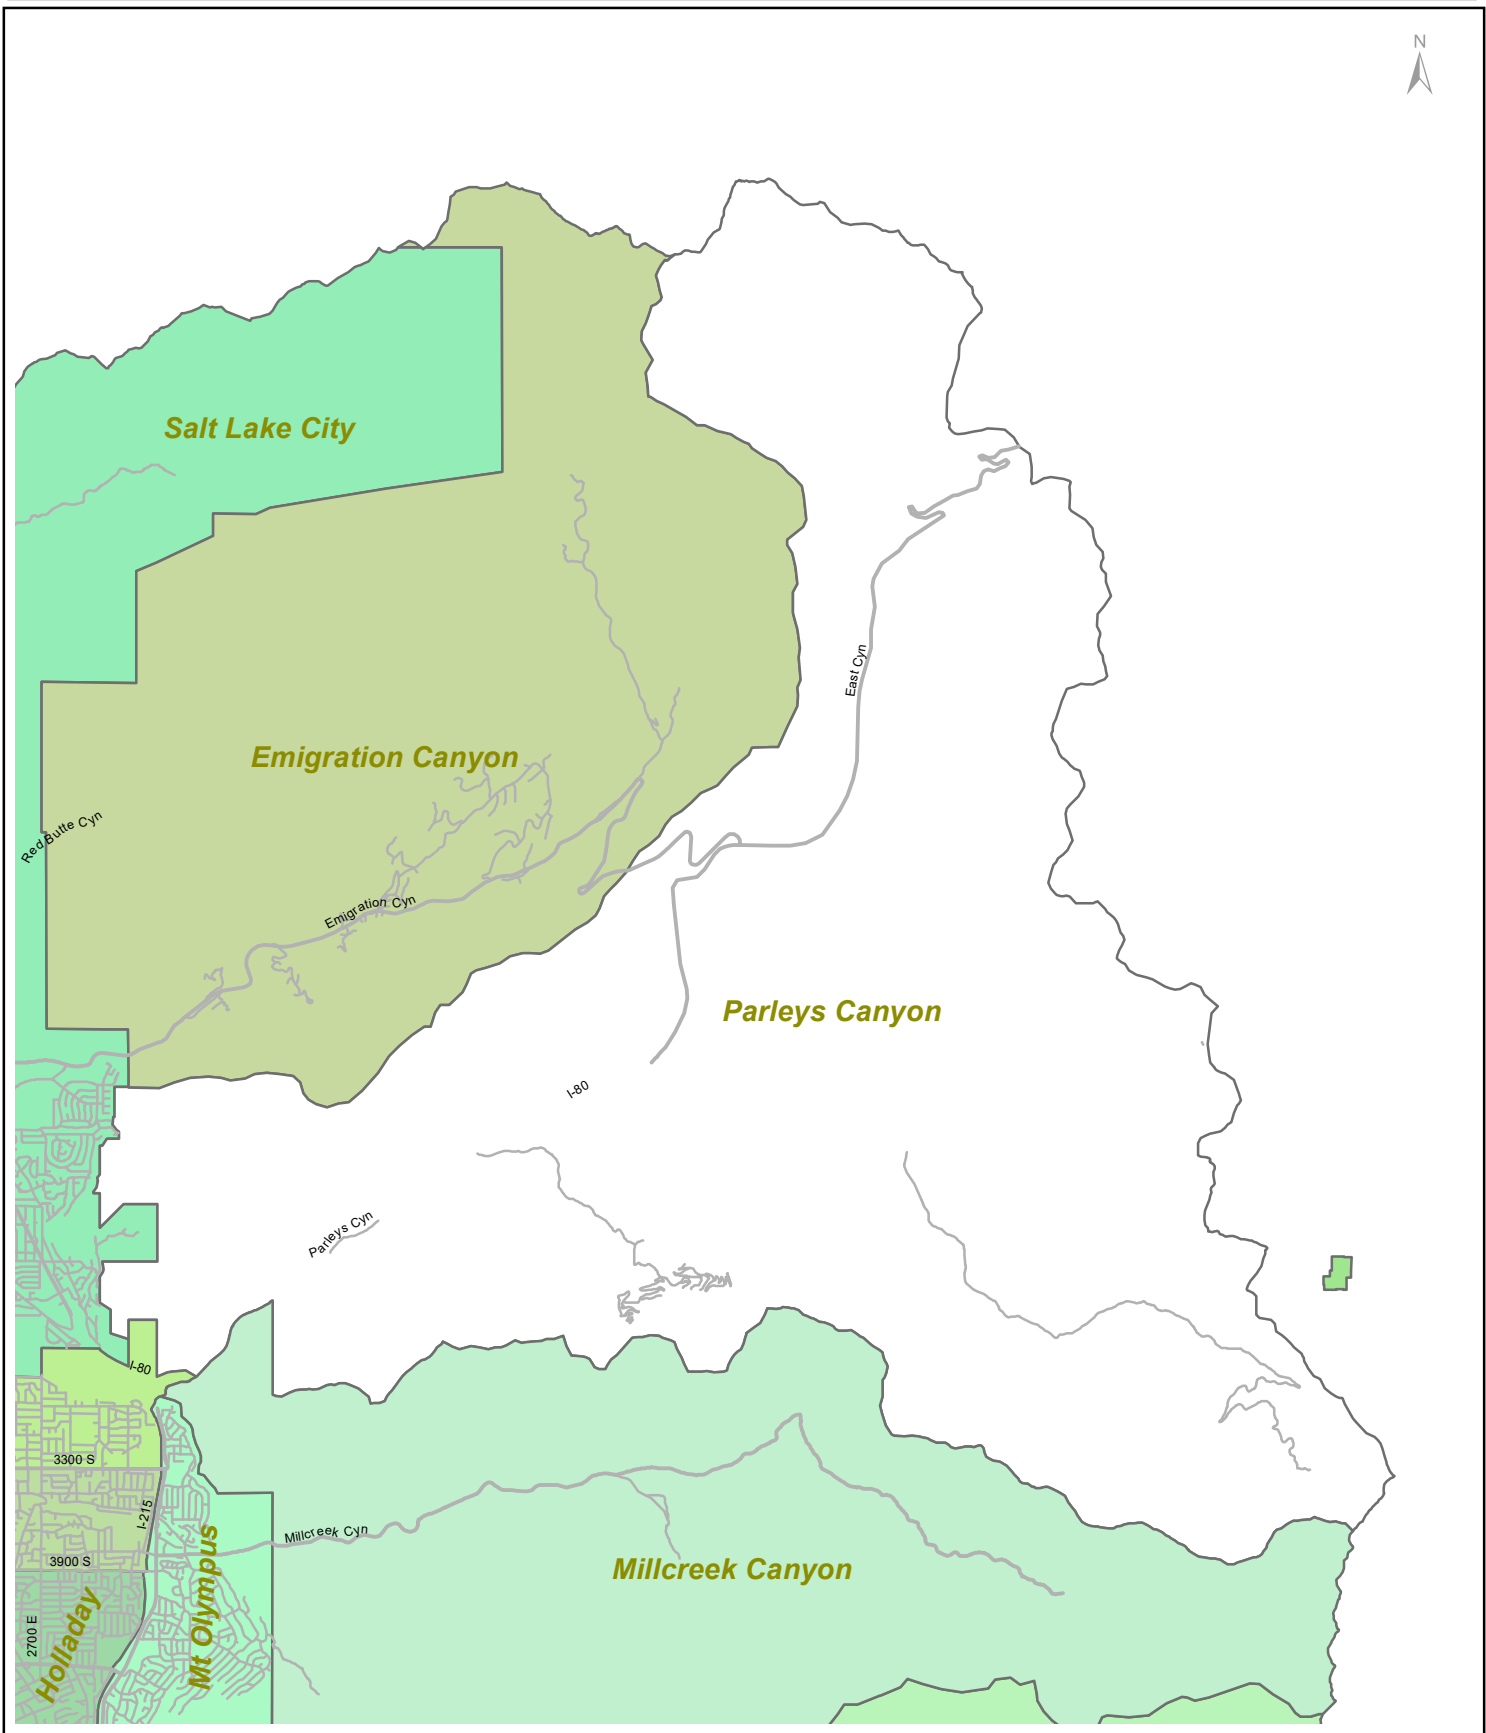 N
Salt Lake City
East Cyn
Emigration Canyon
Red Butte Cyn
Emigration Cyn
Parleys Canyon
I-80
Parleys Cyn
I-80
3300 S
I-215
Millcreek Cyn
3900 S
Millcreek Canyon
2700 E
Holladay
Mt Olympus